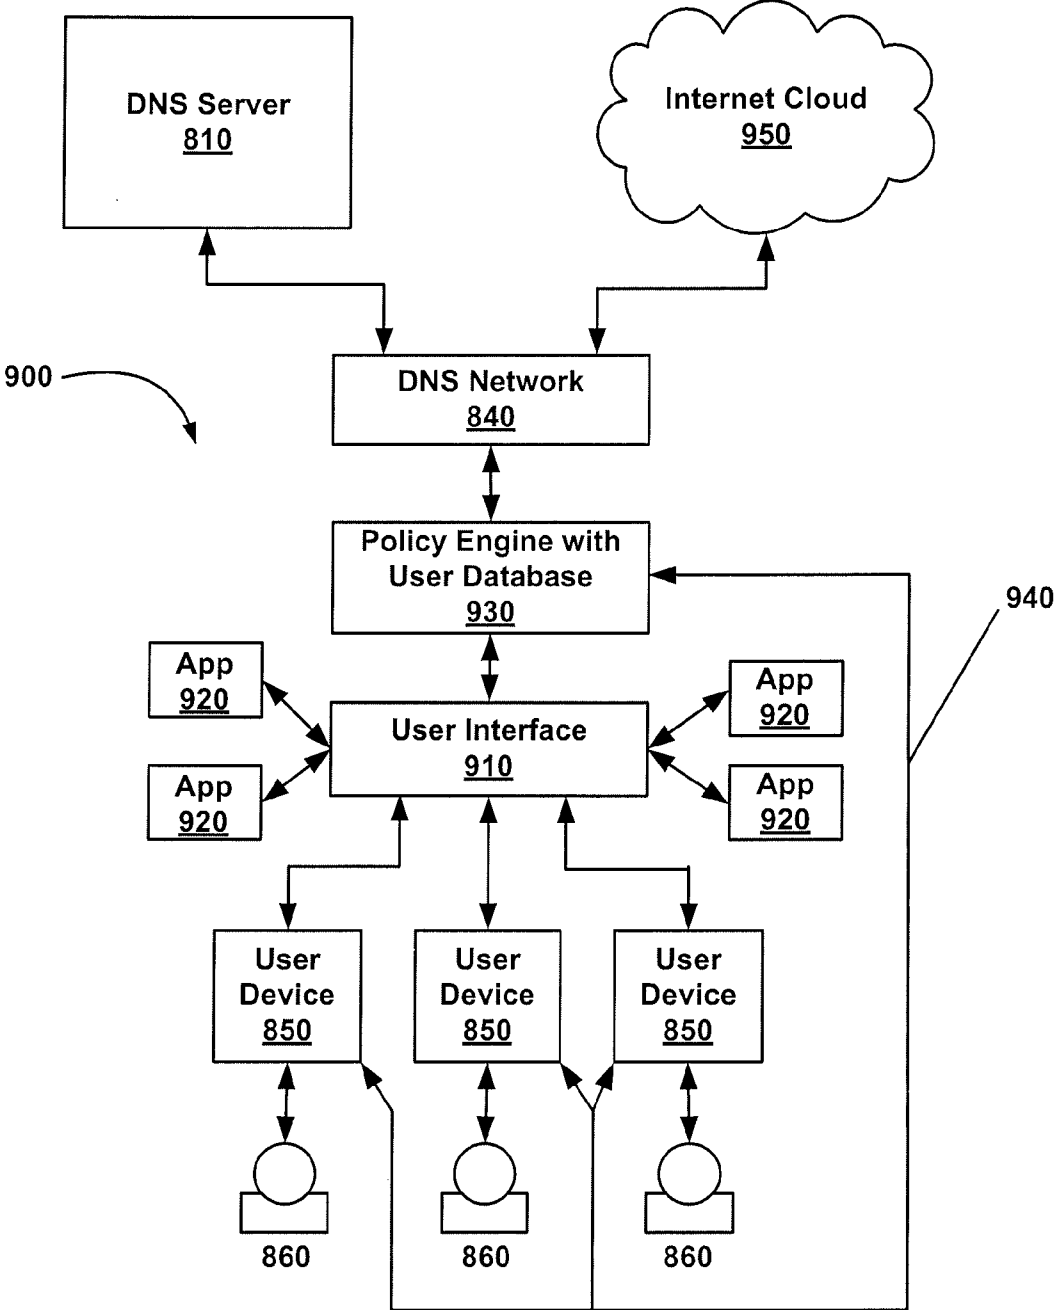 DNS Server
810
Internet Cloud
950
900
DNS Network
840
Policy Engine with
User Database
930
940
App
920
App
920
User Interface
910
App
920
App
920
User
Device
850
User
Device
850
User
Device
850
860
860
860